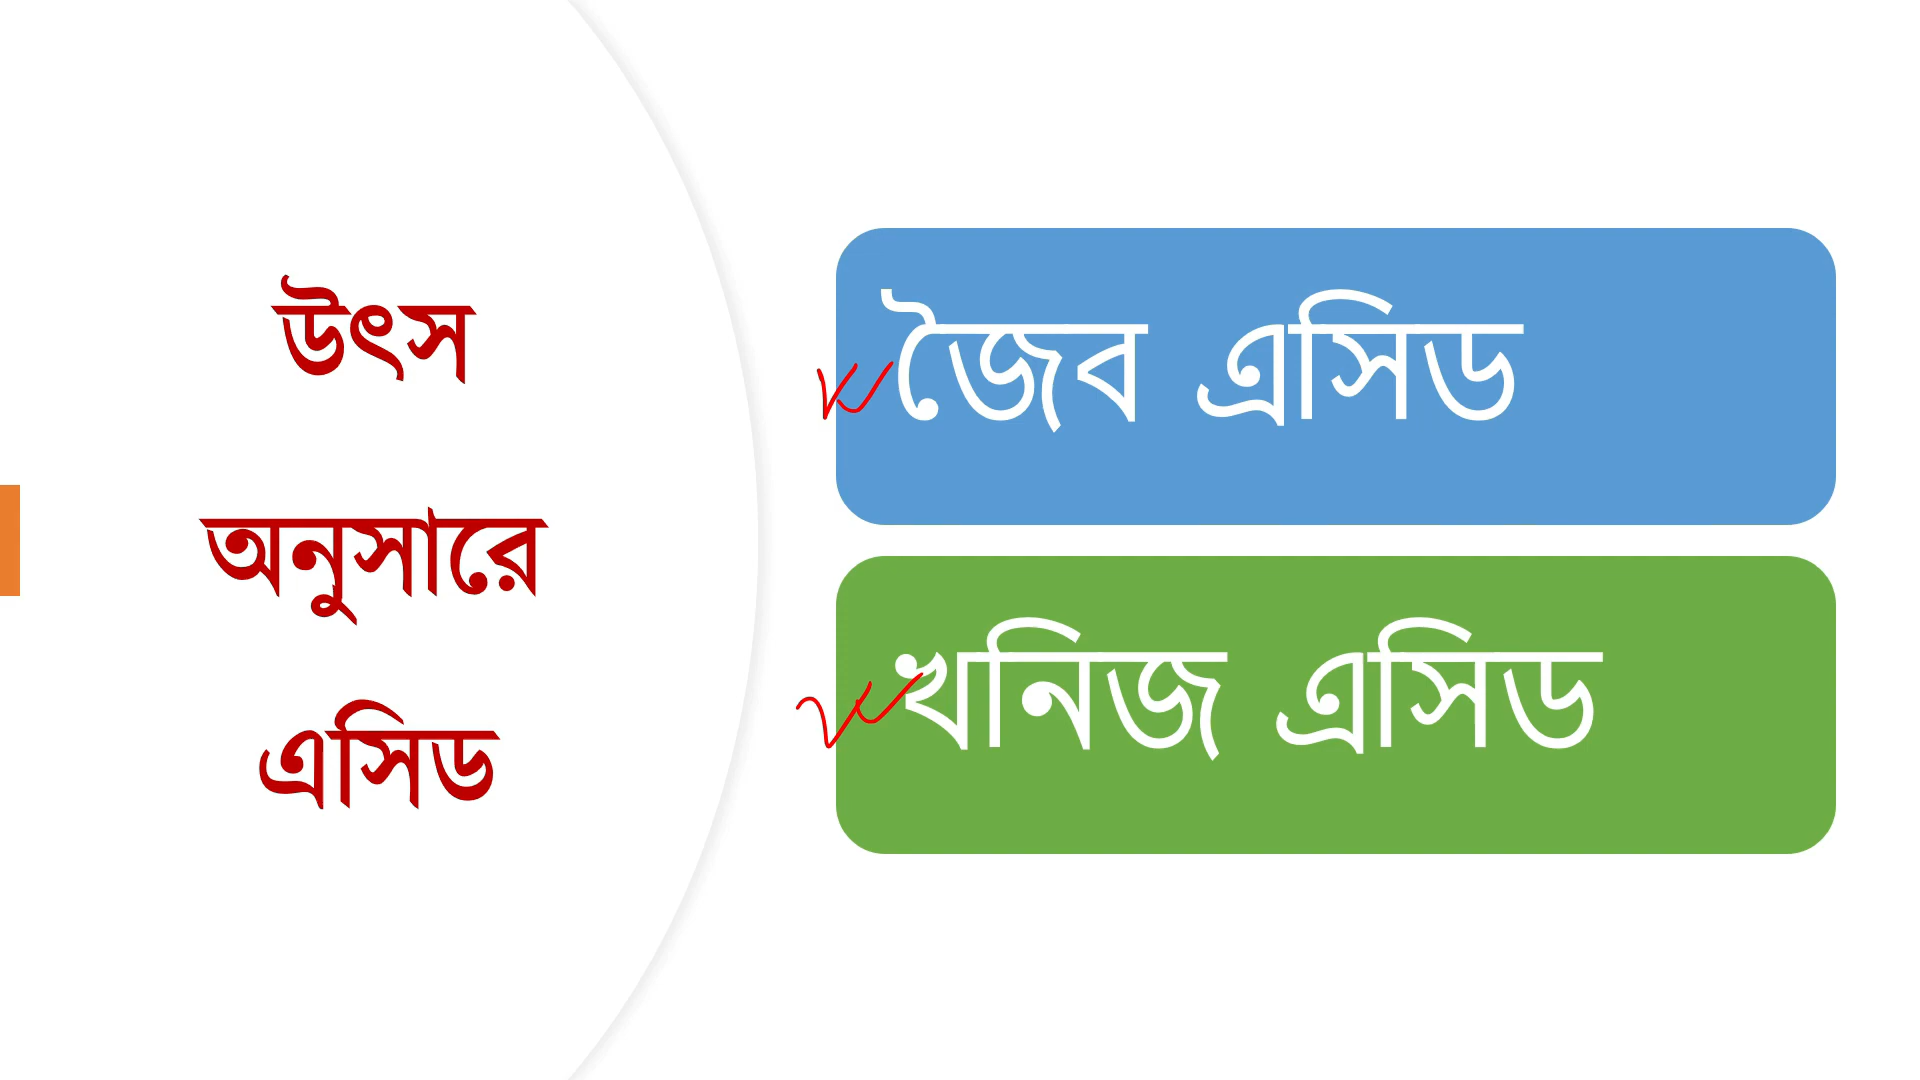 উৎস
অনুসারে
এসিড
জৈব এসিড
খনিজ এসিড